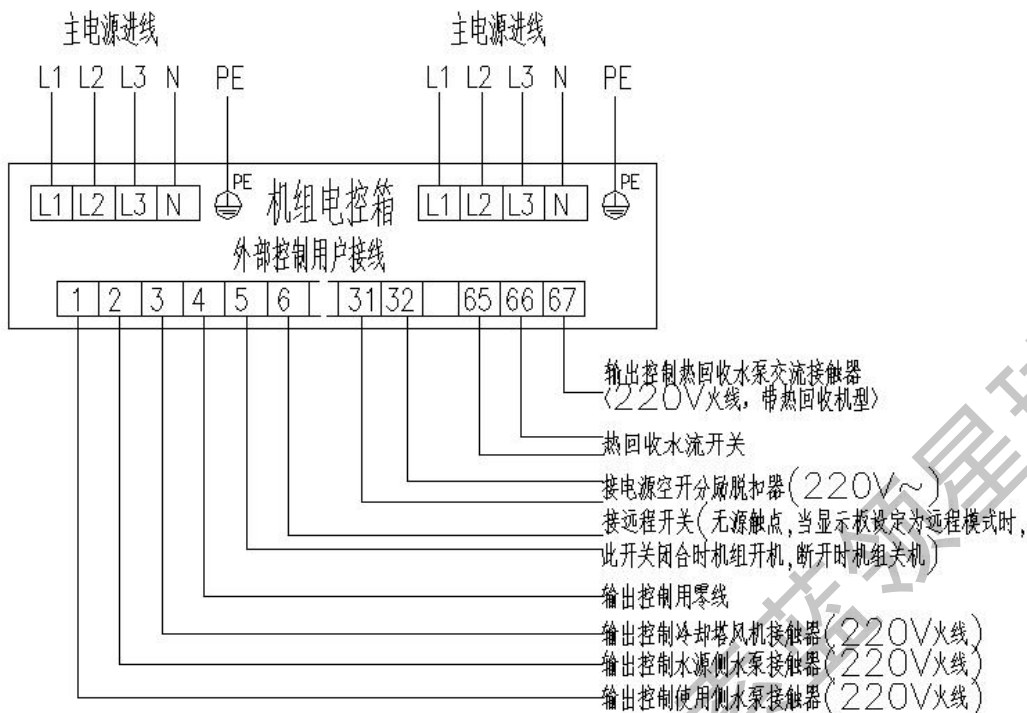 主电源进线 主电源进线
L1 L2 L3 N PE L1 L2 L3 N PE
L1 L2 L3 N PE 机组电控箱 L1 L2 L3 N PE
外部控制用户接线
1 2 3 4 5 6 31 32 65 66 67
输出控制热回收水泵交流接触器
(220V火线，带热回收机型)
热回收水流开关
接电源空开分励脱扣器(220V~)
接远程开关(无源触点,当显示板设定为远程模式时,
此开关闭合时机组开机,断开时机组关机)
输出控制用零线
输出控制冷却塔风机接触器(220V火线)
输出控制水源侧水泵接触器(220V火线)
输出控制使用侧水泵接触器(220V火线)
蓝领星球